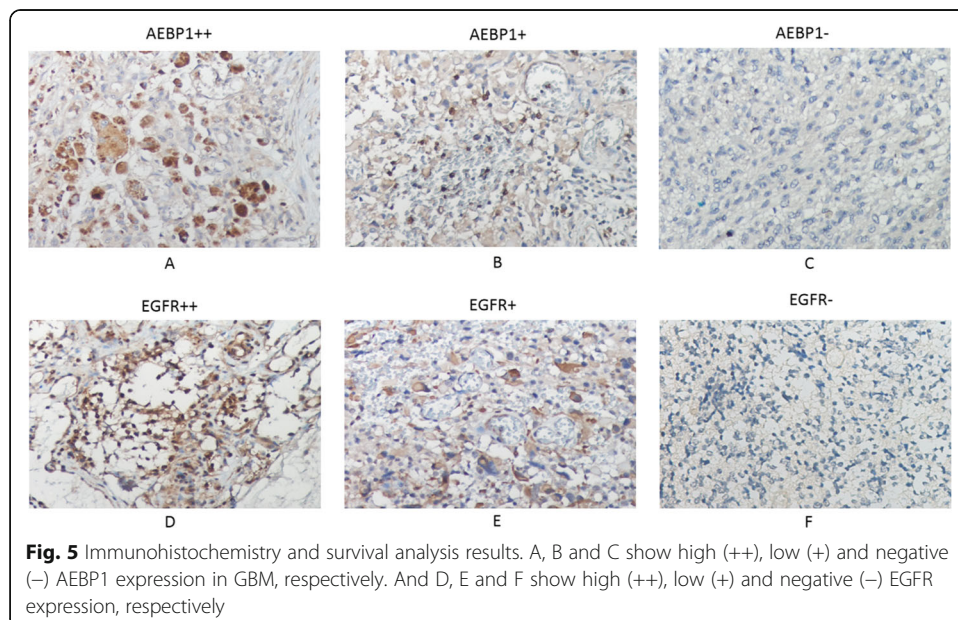 AEBP1++ AEBP1+ AEBP1-
A B C
EGFR++ EGFR+ EGFR-
D E F
Fig. 5 Immunohistochemistry and survival analysis results. A, B and C show high (++), low (+) and negative
(−) AEBP1 expression in GBM, respectively. And D, E and F show high (++), low (+) and negative (−) EGFR
expression, respectively